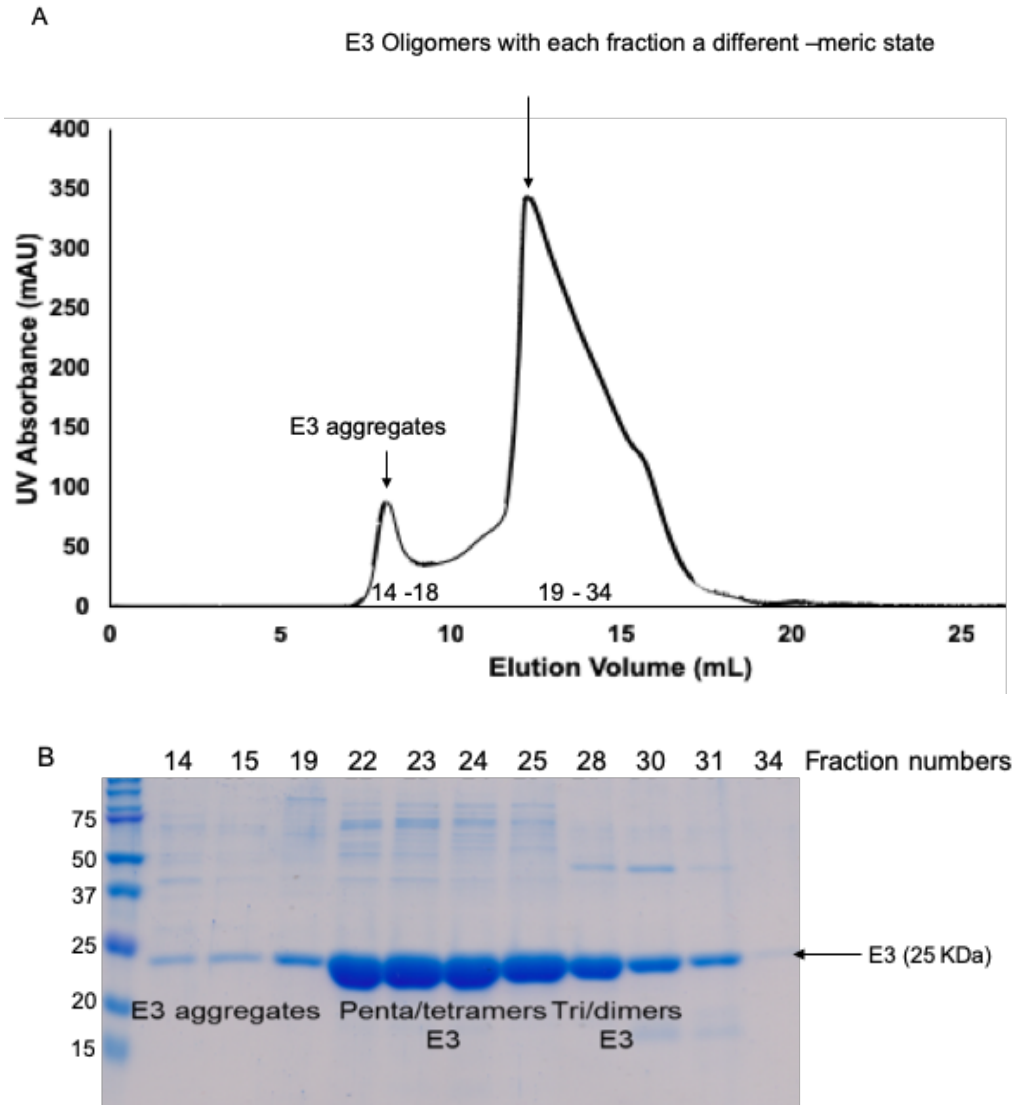 A
E3 Oligomers with each fraction a different –meric state
400
350
300
250
200
150
100
50
0
UV Absorbance (mAU)
E3 aggregates
14 -18
19 - 34
0 5 10 15 20 25
Elution Volume (mL)
B
14 15 19 22 23 24 25 28 30 31 34 Fraction numbers
75
50
37
25
20
15
E3 (25 KDa)
E3 aggregates Penta/tetramers Tri/dimers
E3 E3